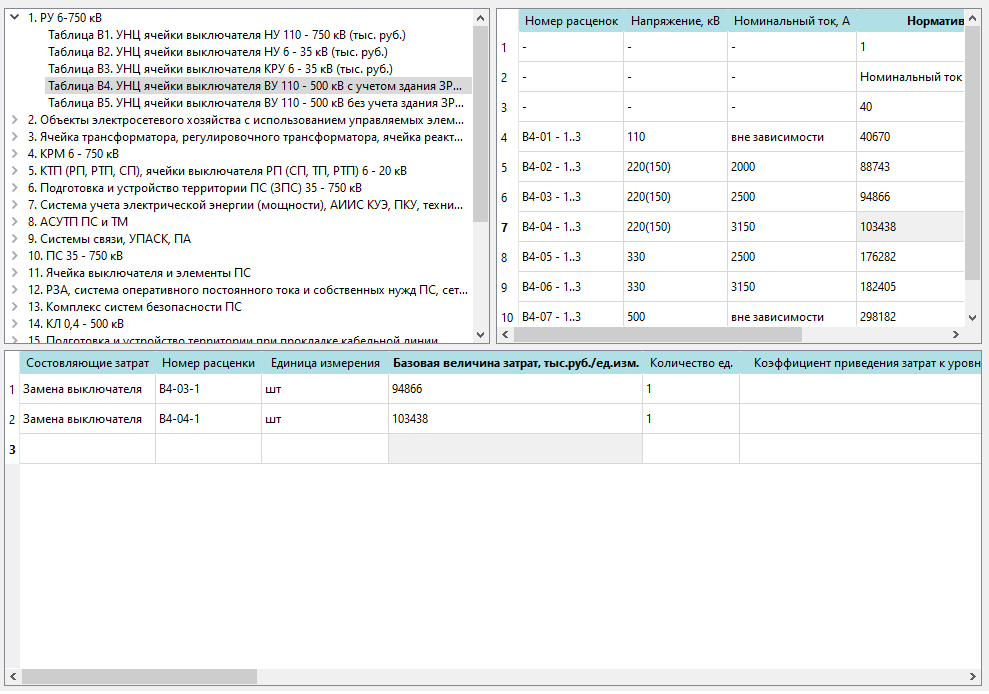 1. РУ 6-750 кВ
Таблица В1. УНЦ ячейки выключателя НУ 110 - 750 кВ (тыс. руб.)
Таблица В2. УНЦ ячейки выключателя НУ 6 - 35 кВ (тыс. руб.)
Таблица В3. УНЦ ячейки выключателя КРУ 6 - 35 кВ (тыс. руб.)
Таблица В4. УНЦ ячейки выключателя ВУ 110 - 500 кВ с учетом здания ЗР...
Таблица В5. УНЦ ячейки выключателя ВУ 110 - 500 кВ без учета здания ЗР...
2. Объекты электросетевого хозяйства с использованием управляемых элем...
3. Ячейка трансформатора, регулировочного трансформатора, ячейка реакт...
4. КРМ 6 - 750 кВ
5. КТП (РП, РТП, СП), ячейки выключателя РП (СП, ТП, РТП) 6 - 20 кВ
6. Подготовка и устройство территории ПС (ЗПС) 35 - 750 кВ
7. Система учета электрической энергии (мощности), АИИС КУЭ, ПКУ, техни...
8. АСУТП ПС и ТМ
9. Системы связи, УПАСК, ПА
10. ПС 35 - 750 кВ
11. Ячейка выключателя и элементы ПС
12. РЗА, система оперативного постоянного тока и собственных нужд ПС, сет...
13. Комплекс систем безопасности ПС
14. КЛ 0,4 - 500 кВ
15. Подготовка и устройство территории при прокладке кабельной линии
Номер расценок Напряжение, кВ Номинальный ток, А Норматив
1 - - - 1
2 - - - Номинальный ток
3 - - - 40
4 В4-01 - 1..3 110 вне зависимости 40670
5 В4-02 - 1..3 220(150) 2000 88743
6 В4-03 - 1..3 220(150) 2500 94866
7 В4-04 - 1..3 220(150) 3150 103438
8 В4-05 - 1..3 330 2500 176282
9 В4-06 - 1..3 330 3150 182405
10 В4-07 - 1..3 500 вне зависимости 298182
Состовляющие затрат Номер расценки Единица измерения Базовая величина затрат, тыс.руб./ед.изм. Количество ед. Коэффициент приведения затрат к уровн
1 Замена выключателя В4-03-1 шт 94866 1
2 Замена выключателя В4-04-1 шт 103438 1
3